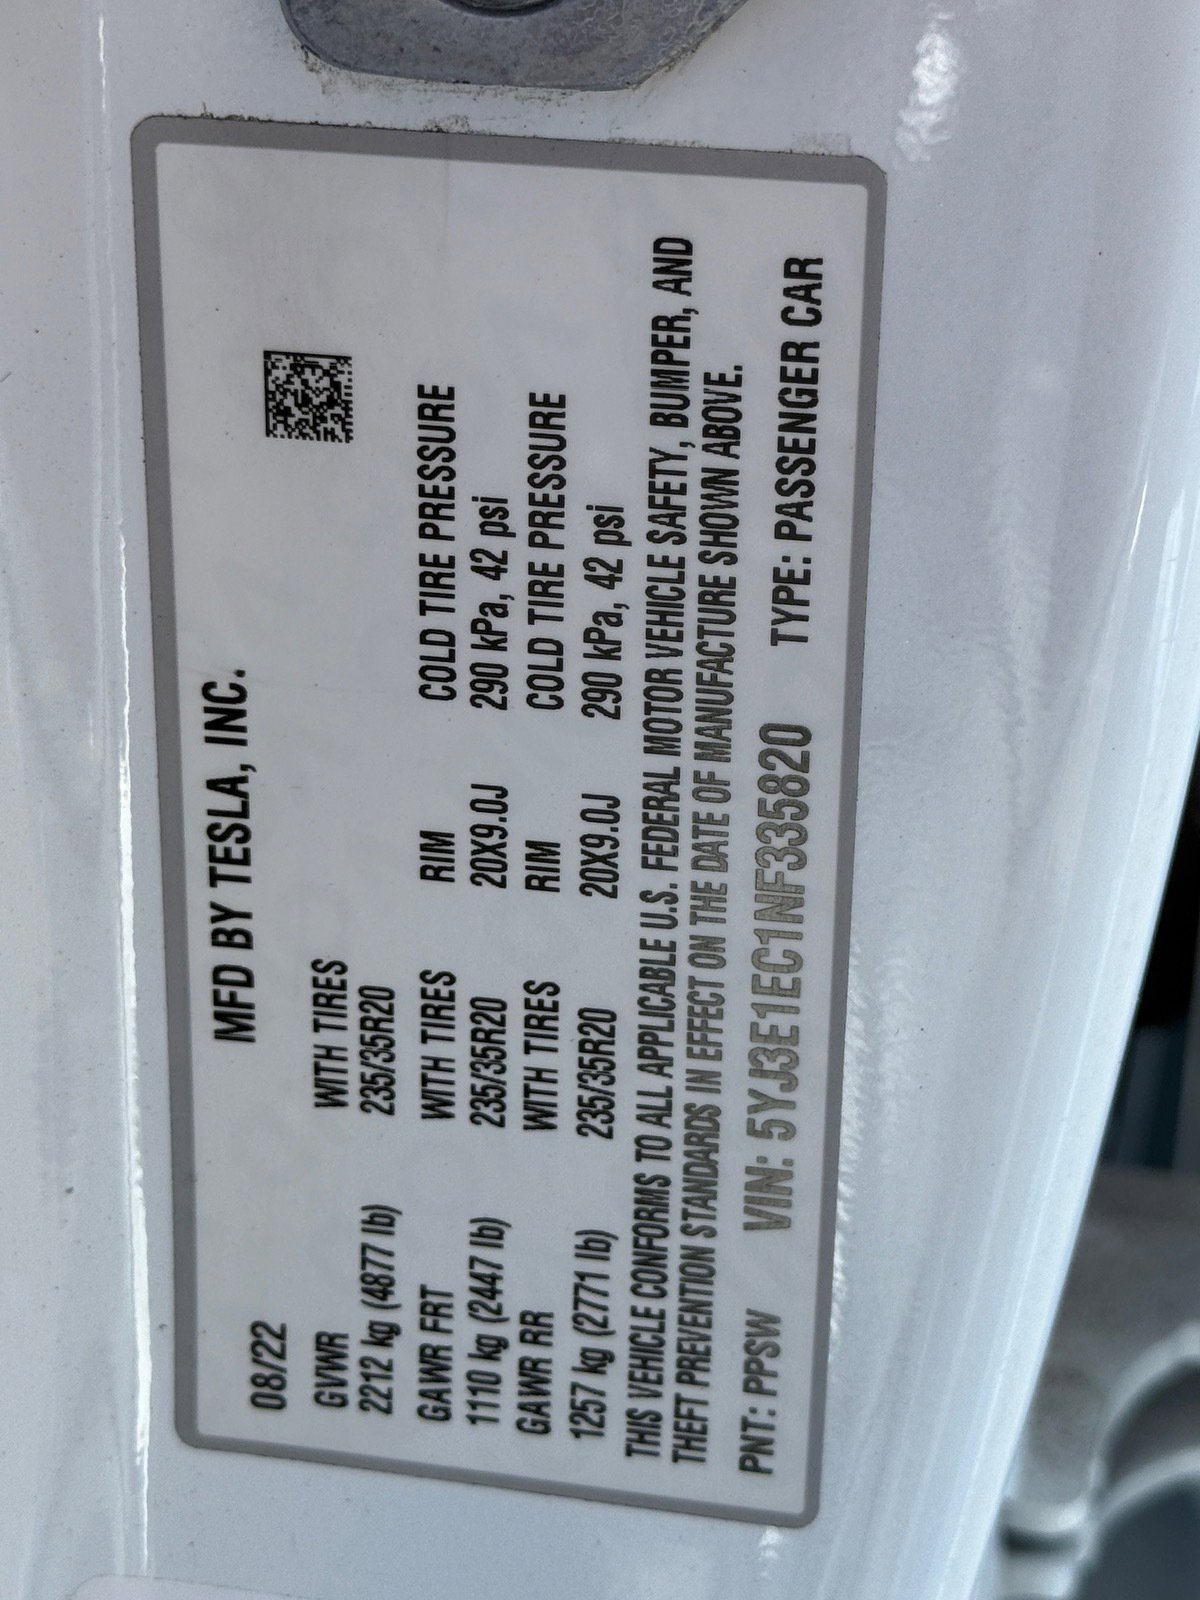 MFD BY TESLA, INC.
08/22
GVWR WITH TIRES
2212 kg (4877 lb) 235/35R20
GAWR FRT WITH TIRES RIM COLD TIRE PRESSURE
1110 kg (2447 lb) 235/35R20 20X9.0J 290 kPa, 42 psi
GAWR RR WITH TIRES RIM COLD TIRE PRESSURE
1257 kg (2771 lb) 235/35R20 20X9.0J 290 kPa, 42 psi
THIS VEHICLE CONFORMS TO ALL APPLICABLE U.S. FEDERAL MOTOR VEHICLE SAFETY, BUMPER, AND
THEFT PREVENTION STANDARDS IN EFFECT ON THE DATE OF MANUFACTURE SHOWN ABOVE.
PNT: PPSW VIN: 5YJ3E1EC1NF335820 TYPE: PASSENGER CAR